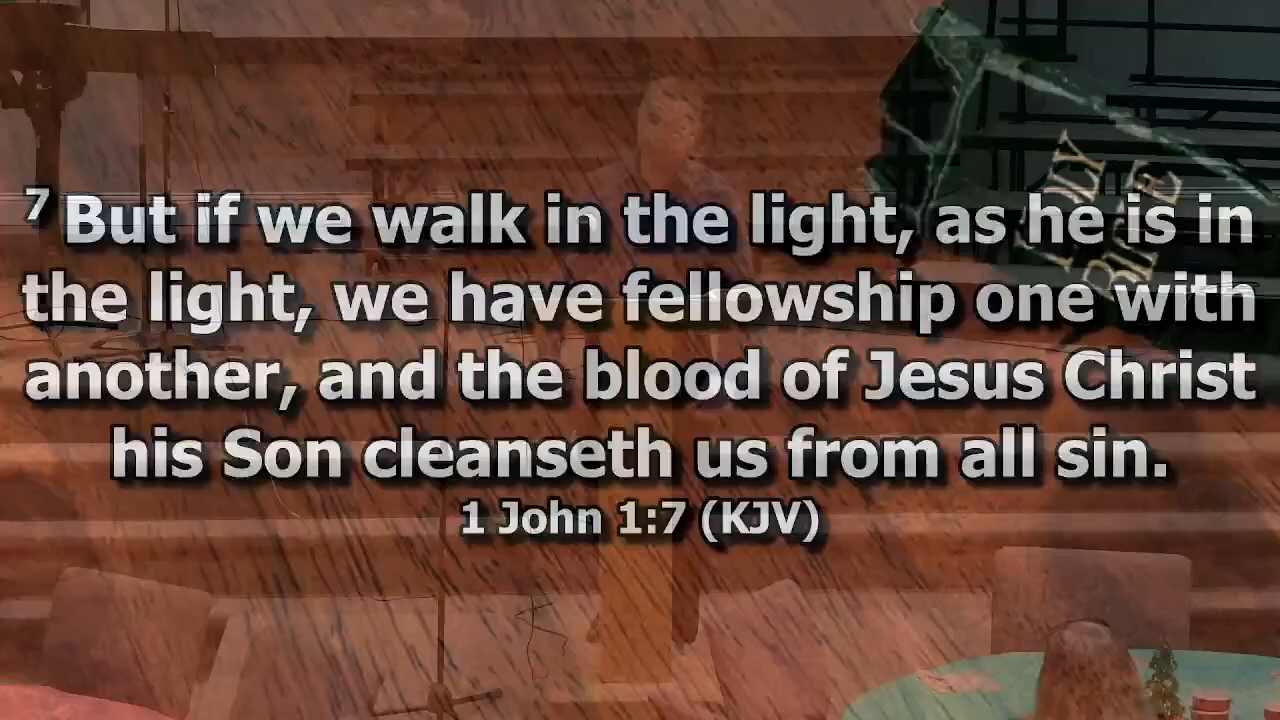 HOLY
BIBLE
7 But if we walk in the light, as he is in
the light, we have fellowship one with
another, and the blood of Jesus Christ
his Son cleanseth us from all sin.
1 John 1:7 (KJV)